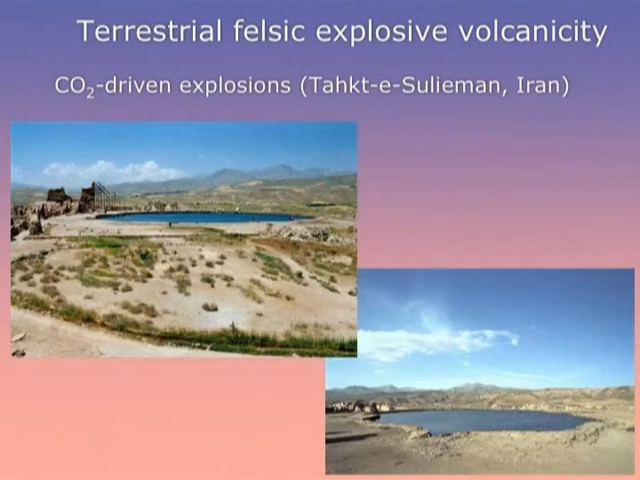 Terrestrial felsic explosive volcanicity
CO₂-driven explosions (Tahkt-e-Sulieman, Iran)